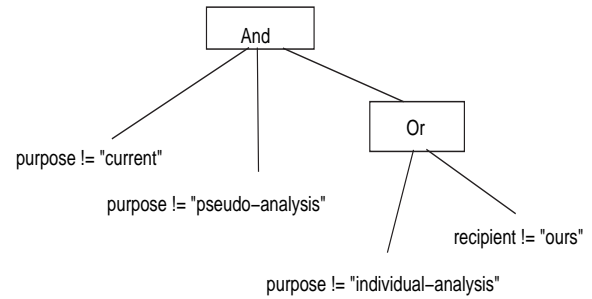 And
Or
purpose != "current"
purpose != "pseudo−analysis"
recipient != "ours"
purpose != "individual−analysis"